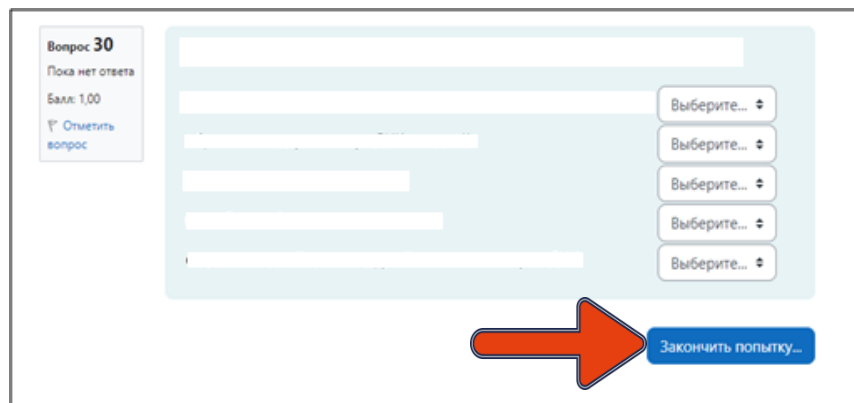 Вопрос 30
Пока нет ответа
Балл: 1,00
Отметить
вопрос
Выберите...
Выберите...
Выберите...
Выберите...
Выберите...
Закончить попытку...